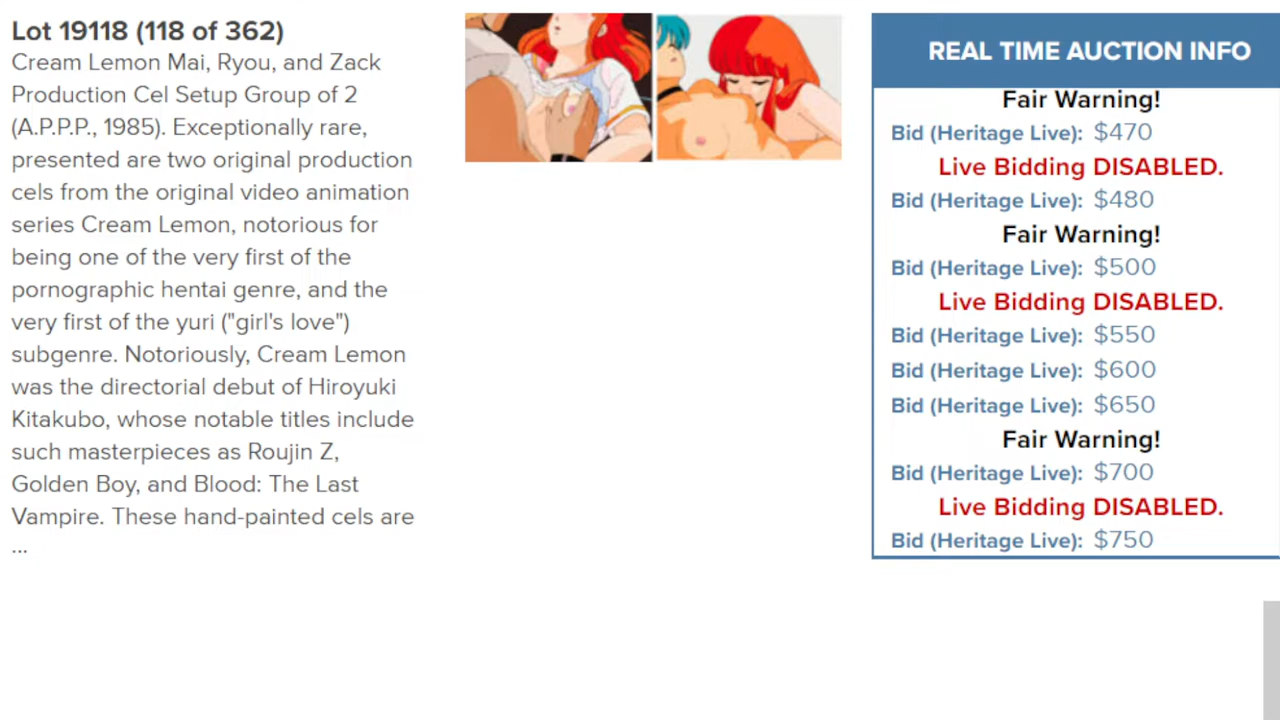 Lot 19118 (118 of 362)
Cream Lemon Mai, Ryou, and Zack
Production Cel Setup Group of 2
(A.P.P.P., 1985). Exceptionally rare,
presented are two original production
cels from the original video animation
series Cream Lemon, notorious for
being one of the very first of the
pornographic hentai genre, and the
very first of the yuri ("girl's love")
subgenre. Notoriously, Cream Lemon
was the directorial debut of Hiroyuki
Kitakubo, whose notable titles include
such masterpieces as Roujin Z,
Golden Boy, and Blood: The Last
Vampire. These hand-painted cels are
...
REAL TIME AUCTION INFO
Fair Warning!
Bid (Heritage Live): $470
Live Bidding DISABLED.
Bid (Heritage Live): $480
Fair Warning!
Bid (Heritage Live): $500
Live Bidding DISABLED.
Bid (Heritage Live): $550
Bid (Heritage Live): $600
Bid (Heritage Live): $650
Fair Warning!
Bid (Heritage Live): $700
Live Bidding DISABLED.
Bid (Heritage Live): $750